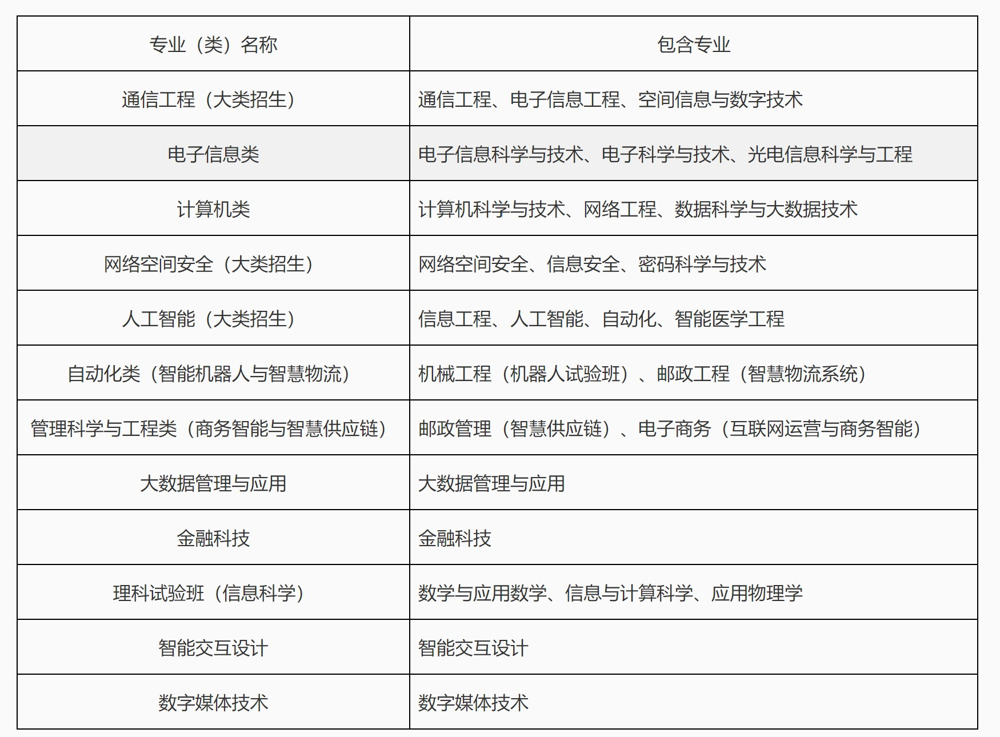 专业（类）名称
包含专业
通信工程（大类招生）
通信工程、电子信息工程、空间信息与数字技术
电子信息类
电子信息科学与技术、电子科学与技术、光电信息科学与工程
计算机类
计算机科学与技术、网络工程、数据科学与大数据技术
网络空间安全（大类招生）
网络空间安全、信息安全、密码科学与技术
人工智能（大类招生）
信息工程、人工智能、自动化、智能医学工程
自动化类（智能机器人与智慧物流）
机械工程（机器人试验班）、邮政工程（智慧物流系统）
管理科学与工程类（商务智能与智慧供应链）
邮政管理（智慧供应链）、电子商务（互联网运营与商务智能）
大数据管理与应用
大数据管理与应用
金融科技
金融科技
理科试验班（信息科学）
数学与应用数学、信息与计算科学、应用物理学
智能交互设计
智能交互设计
数字媒体技术
数字媒体技术